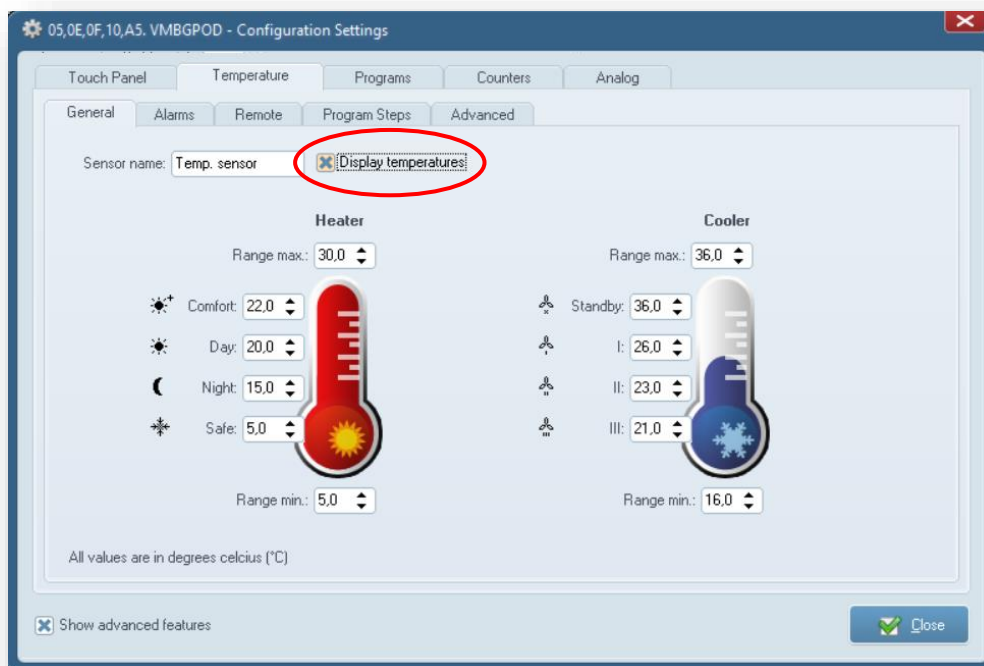 05,0E,0F,10,A5. VMBGPOD - Configuration Settings
Touch Panel Temperature Programs Counters Analog
General Alarms Remote Program Steps Advanced
Sensor name: Temp. sensor Display temperatures
Heater Cooler
Range max.: 30,0 Range max.: 36,0
Comfort: 22,0 Standby: 36,0
Day: 20,0 I: 26,0
Night: 15,0 II: 23,0
Safe: 5,0 III: 21,0
Range min.: 5,0 Range min.: 16,0
All values are in degrees celcius (°C)
Show advanced features Close